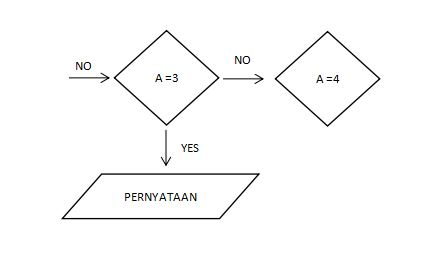 NO
A =3
NO
A =4
YES
PERNYATAAN